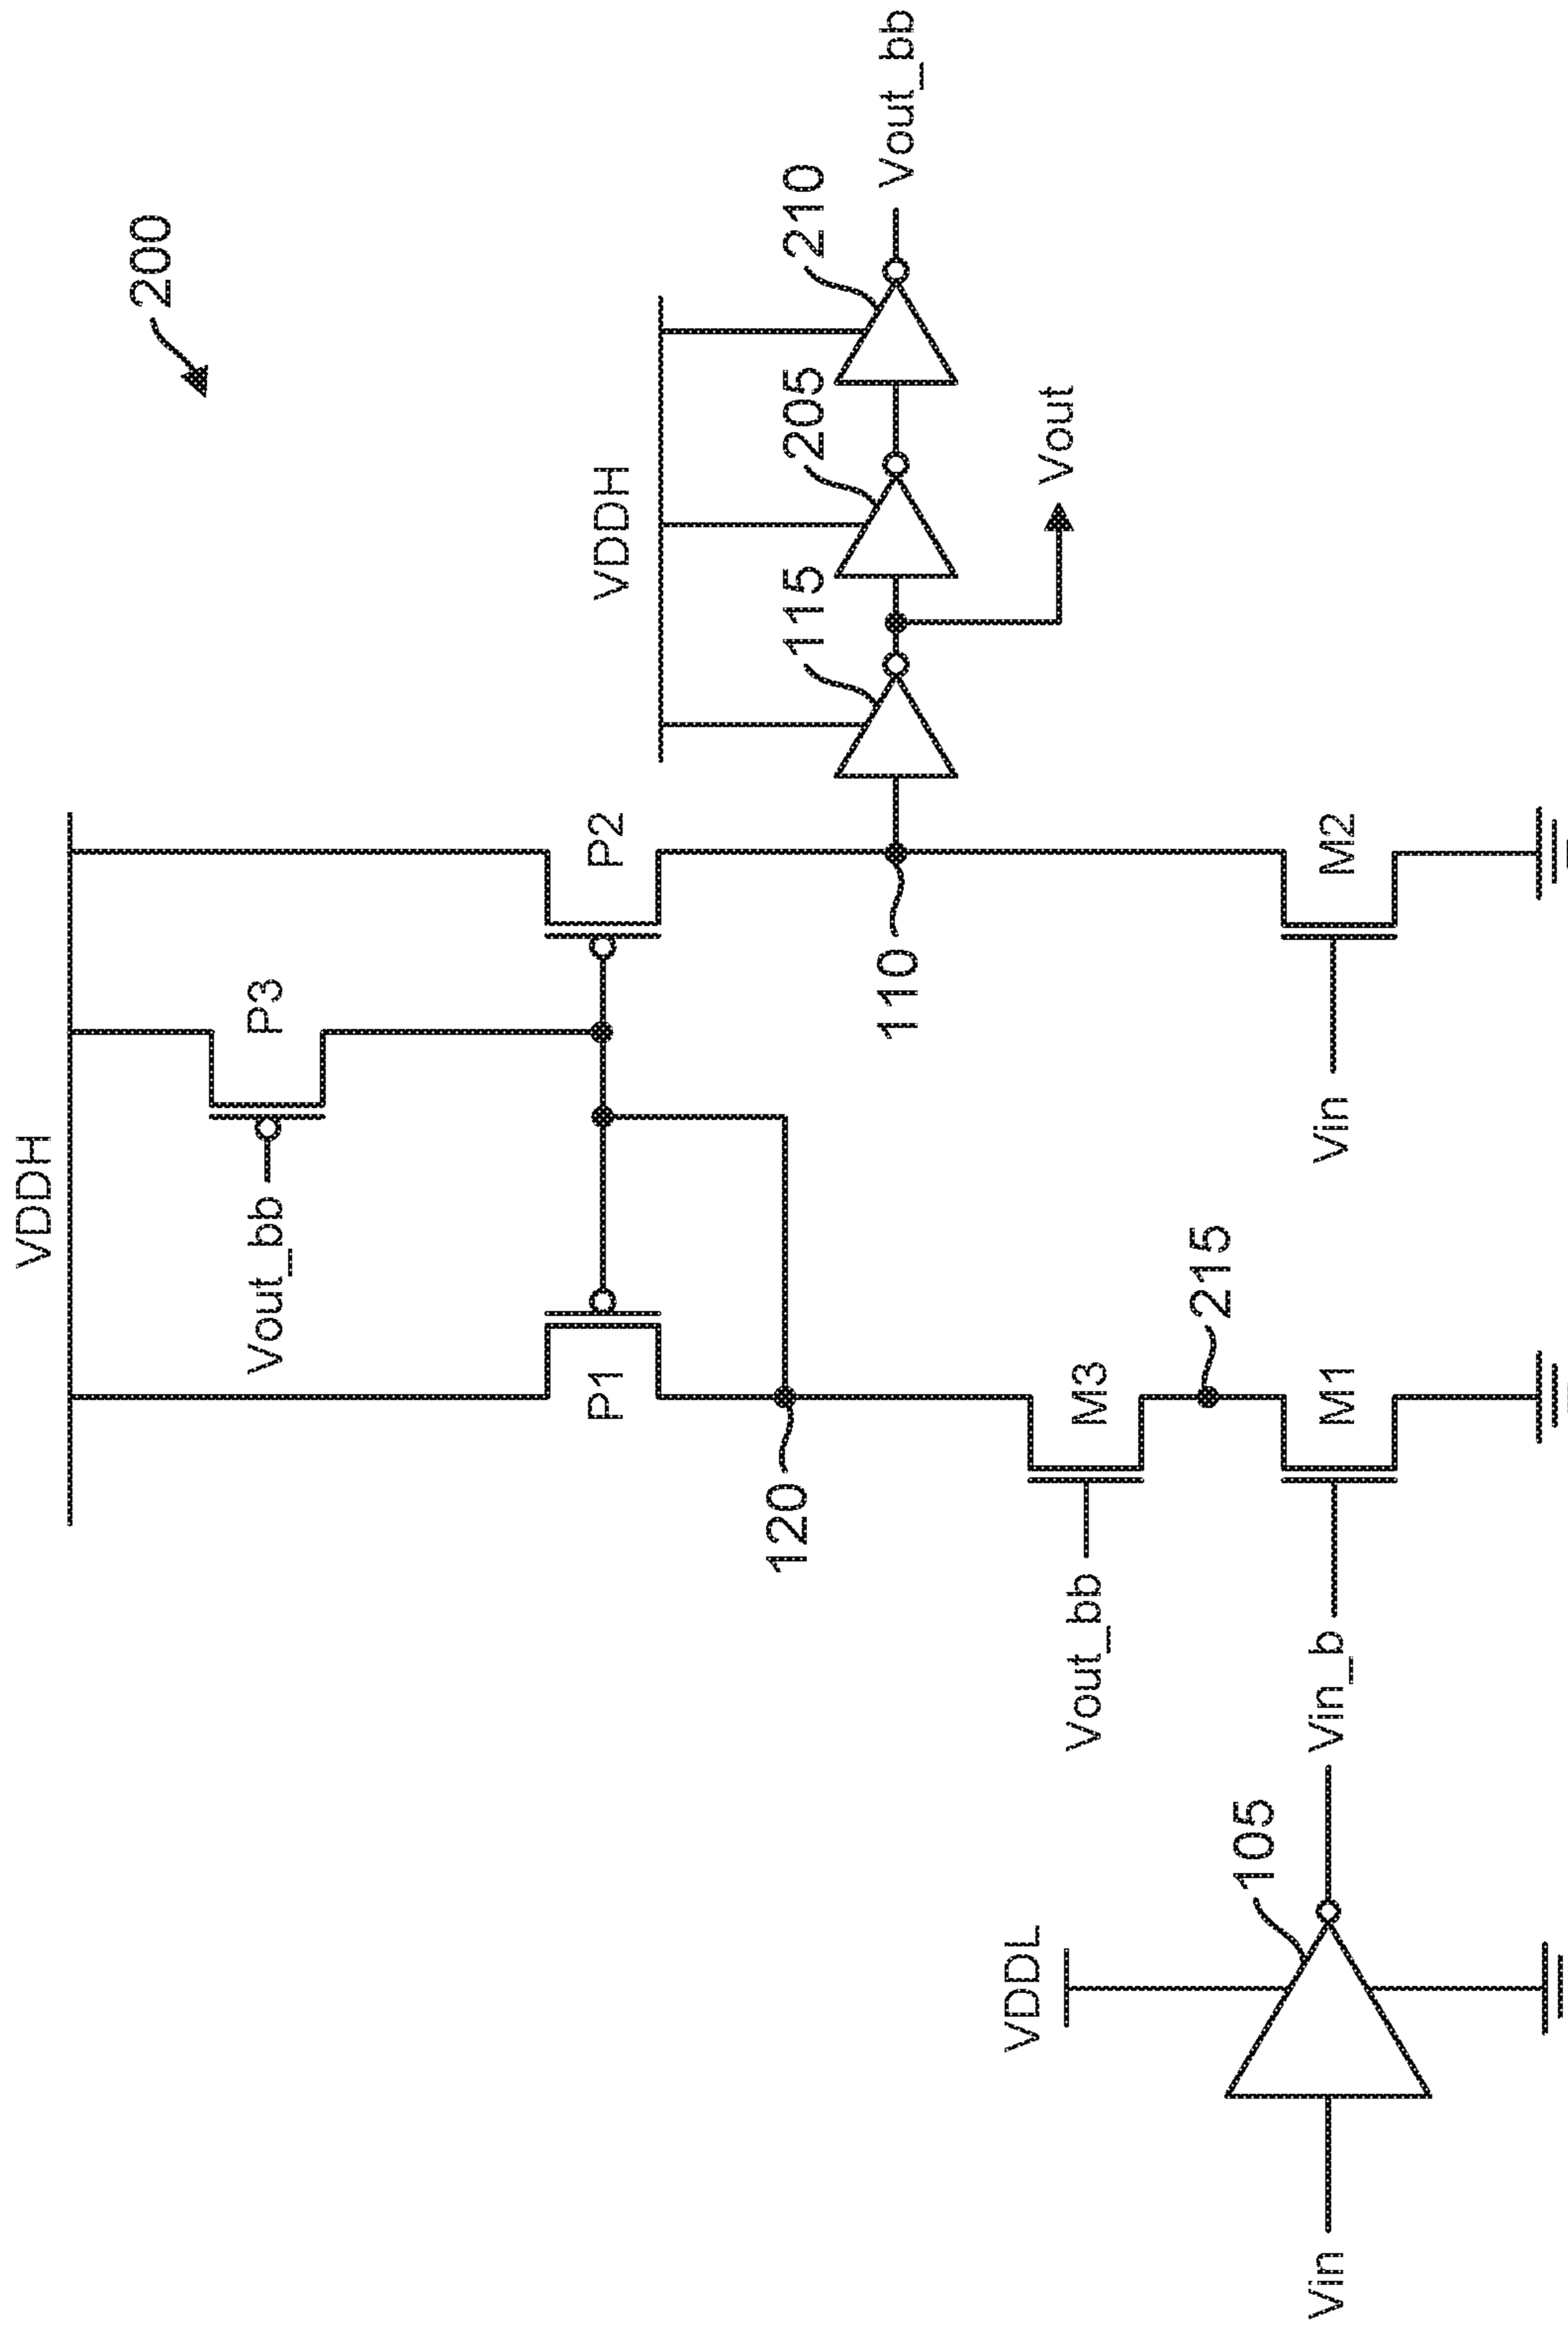 200
VDDH
Vout_bb
P3
P1
P2
VDDH
115
205
210
Vout_bb
Vout
120
110
Vout_bb
M3
215
VDDL
105
Vin
Vin_b
M1
Vin
M2